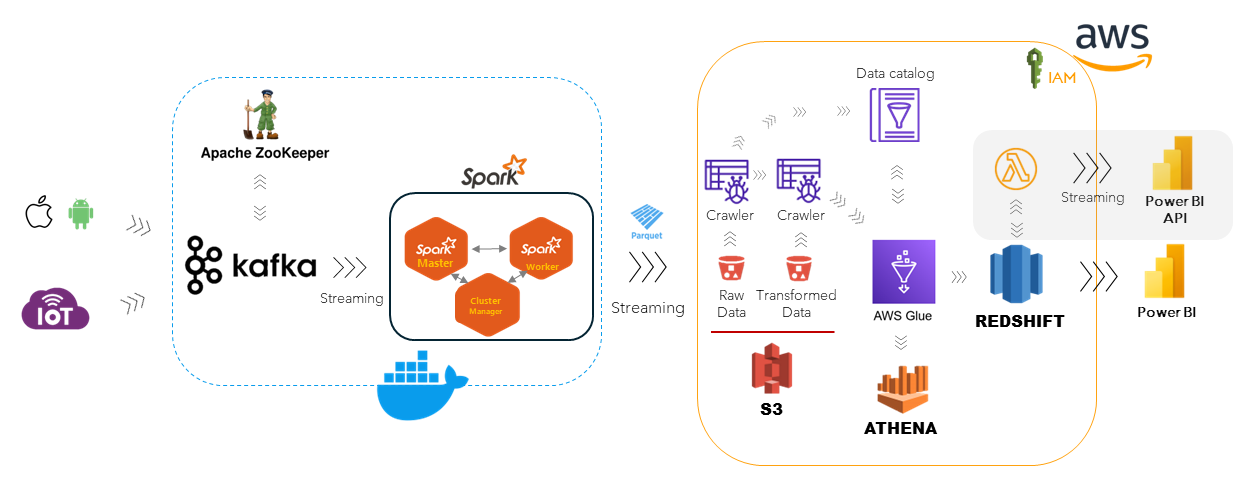 aws
IAM
Data catalog
Apache ZooKeeper
Spark
Crawler
Crawler
Streaming
Power BI
API
IOT
kafka
Streaming
Spark
Master
Spark
Worker
Cluster
Manager
Parquet
Streaming
Raw
Data
Transformed
Data
AWS Glue
REDSHIFT
Power BI
S3
ATHENA